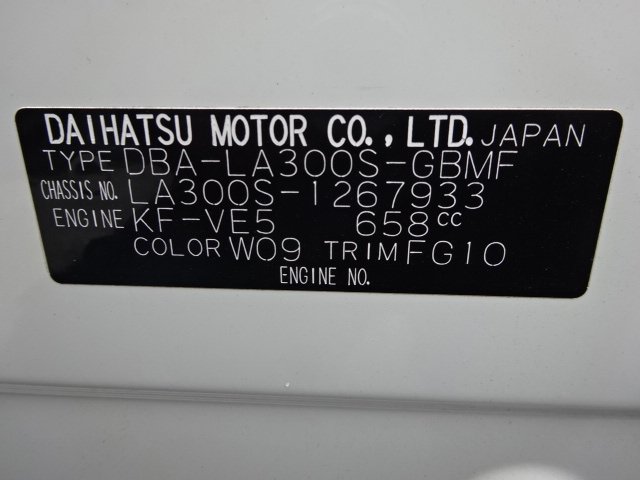 DAIHATSU MOTOR CO., LTD. JAPAN
TYPE DBA-LA300S-GBMF
CHASSIS NO. LA300S-1267933
ENGINE KF-VE5 658cc
COLOR W09 TRIM FG10
ENGINE NO.